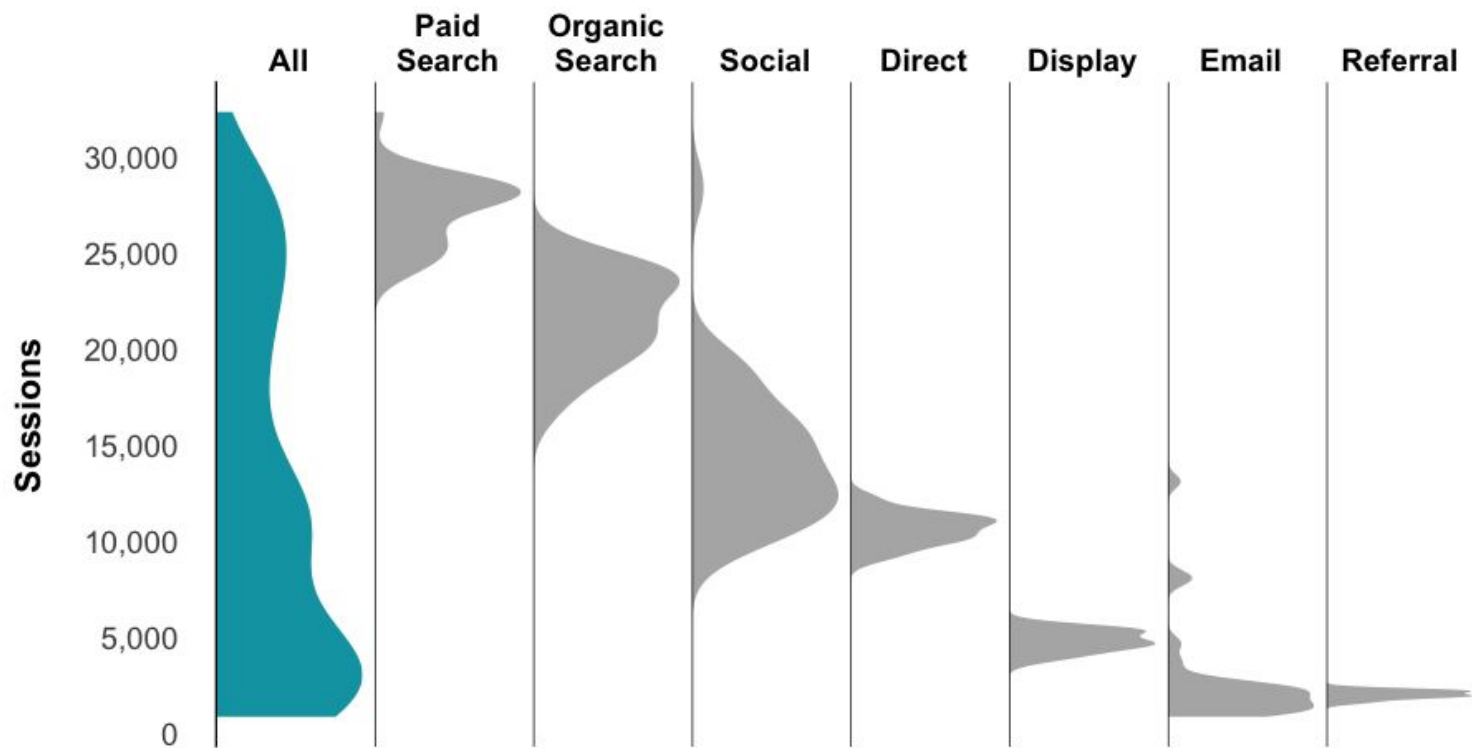 All
Paid
Search
Organic
Search
Social
Direct
Display
Email
Referral
Sessions
30,000
25,000
20,000
15,000
10,000
5,000
0